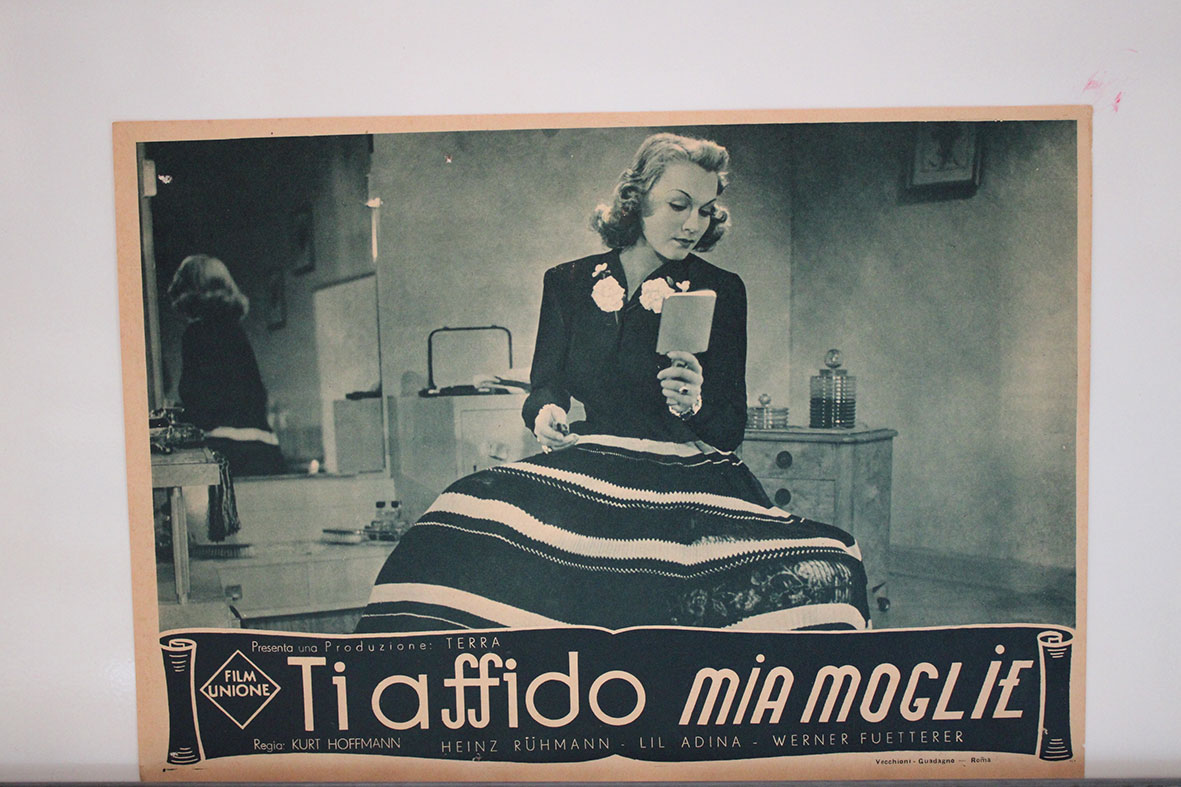 Presenta una Produzione: TERRA
FILM
UNIONE
Ti affido MiA MOGLiE
Regia: KURT HOFFMANN HEINZ RÜHMANN - LIL ADINA - WERNER FUETTERER
Vecchioni - Guadagno — Roma